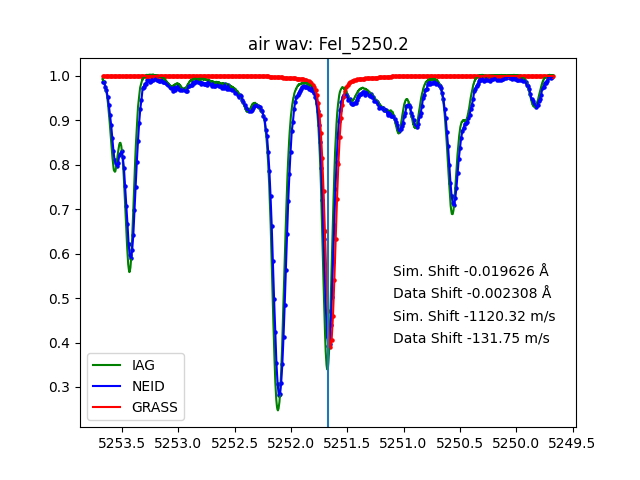 air wav: FeI_5250.2
1.0
0.9
0.8
0.7
0.6
0.5
0.4
0.3
Sim. Shift -0.019626 Å
Data Shift -0.002308 Å
Sim. Shift -1120.32 m/s
Data Shift -131.75 m/s
IAG
NEID
GRASS
5253.5 5253.0 5252.5 5252.0 5251.5 5251.0 5250.5 5250.0 5249.5